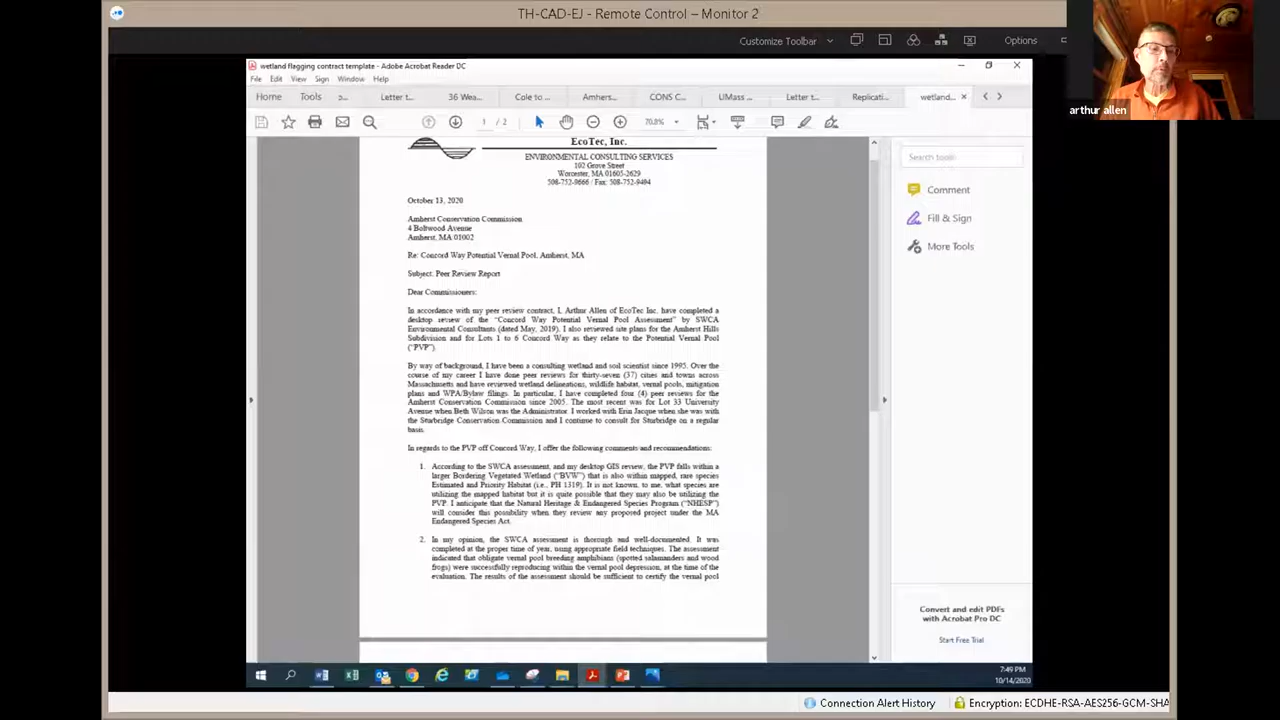 TH-CAD-EJ - Remote Control – Monitor 2
Customize Toolbar
Options
arthur allen
wetland flagging contract template - Adobe Acrobat Reader DC
File Edit View Sign Window Help
Home Tools Letter t... 36 Wea... Cole to ... Amhers... CONS C... UMass ... Letter t... Replicati... wetland...
1 / 2 70.8%
EcoTec, Inc.
ENVIRONMENTAL CONSULTING SERVICES
102 Grove Street
Worcester, MA 01605-2629
508-752-9666 / Fax: 508-752-9494
October 13, 2020
Amherst Conservation Commission
4 Boltwood Avenue
Amherst, MA 01002
Re: Concord Way Potential Vernal Pool, Amherst, MA
Subject: Peer Review Report
Dear Commissioners:
In accordance with my peer review contract, I, Arthur Allen of EcoTec Inc. have completed a
desktop review of the "Concord Way Potential Vernal Pool Assessment" by SWCA
Environmental Consultants (dated May, 2019). I also reviewed site plans for the Amherst Hills
Subdivision and for Lots 1 to 6 Concord Way as they relate to the Potential Vernal Pool
("PVP").
By way of background, I have been a consulting wetland and soil scientist since 1995. Over the
course of my career I have done peer reviews for thirty-seven (37) cites and towns across
Massachusetts and have reviewed wetland delineations, wildlife habitat, vernal pools, mitigation
plans and WPA/Bylaw filings. In particular, I have completed four (4) peer reviews for the
Amherst Conservation Commission since 2005. The most recent was for Lot 33 University
Avenue when Beth Wilson was the Administrator. I worked with Erin Jacque when she was with
the Sturbridge Conservation Commission and I continue to consult for Sturbridge on a regular
basis.
In regards to the PVP off Concord Way, I offer the following comments and recommendations:
1. According to the SWCA assessment, and my desktop GIS review, the PVP falls within a
larger Bordering Vegetated Wetland ("BVW") that is also within mapped, rare species
Estimated and Priority Habitat (i.e., PH 1319). It is not known, to me, what species are
utilizing the mapped habitat but it is quite possible that they may also be utilizing the
PVP. I anticipate that the Natural Heritage & Endangered Species Program ("NHESP")
will consider this possibility when they review any proposed project under the MA
Endangered Species Act.
2. In my opinion, the SWCA assessment is thorough and well-documented. It was
completed at the proper time of year, using appropriate field techniques. The assessment
indicated that obligate vernal pool breeding amphibians (spotted salamanders and wood
frogs) were successfully reproducing within the vernal pool depression, at the time of the
evaluation. The results of the assessment should be sufficient to certify the vernal pool
Search tools
Comment
Fill & Sign
More Tools
Convert and edit PDFs
with Acrobat Pro DC
Start Free Trial
7:49 PM
10/14/2020
Connection Alert History
Encryption: ECDHE-RSA-AES256-GCM-SHA